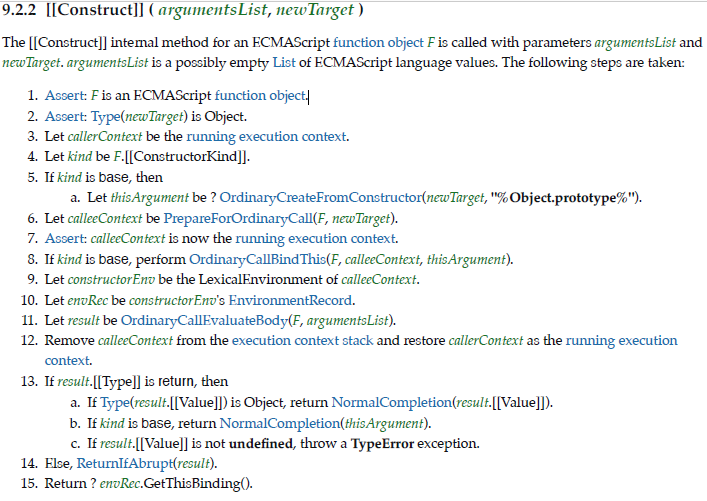 9.2.2 [[Construct]] ( argumentsList, newTarget )
The [[Construct]] internal method for an ECMAScript function object F is called with parameters argumentsList and
newTarget. argumentsList is a possibly empty List of ECMAScript language values. The following steps are taken:
1. Assert: F is an ECMAScript function object.
2. Assert: Type(newTarget) is Object.
3. Let callerContext be the running execution context.
4. Let kind be F.[[ConstructorKind]].
5. If kind is base, then
a. Let thisArgument be ? OrdinaryCreateFromConstructor(newTarget, "%Object.prototype%").
6. Let calleeContext be PrepareForOrdinaryCall(F, newTarget).
7. Assert: calleeContext is now the running execution context.
8. If kind is base, perform OrdinaryCallBindThis(F, calleeContext, thisArgument).
9. Let constructorEnv be the LexicalEnvironment of calleeContext.
10. Let envRec be constructorEnv's EnvironmentRecord.
11. Let result be OrdinaryCallEvaluateBody(F, argumentsList).
12. Remove calleeContext from the execution context stack and restore callerContext as the running execution
context.
13. If result.[[Type]] is return, then
a. If Type(result.[[Value]]) is Object, return NormalCompletion(result.[[Value]]).
b. If kind is base, return NormalCompletion(thisArgument).
c. If result.[[Value]] is not undefined, throw a TypeError exception.
14. Else, ReturnIfAbrupt(result).
15. Return ? envRec.GetThisBinding().